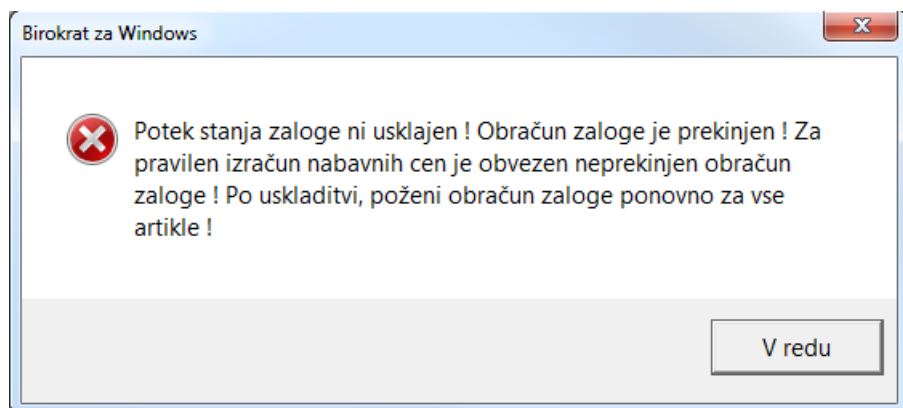 Birokrat za Windows
Potek stanja zaloge ni usklajen ! Obračun zaloge je prekinjen ! Za
pravilen izračun nabavnih cen je obvezen neprekinjen obračun
zaloge ! Po uskladitvi, poženi obračun zaloge ponovno za vse
artikle !
V redu